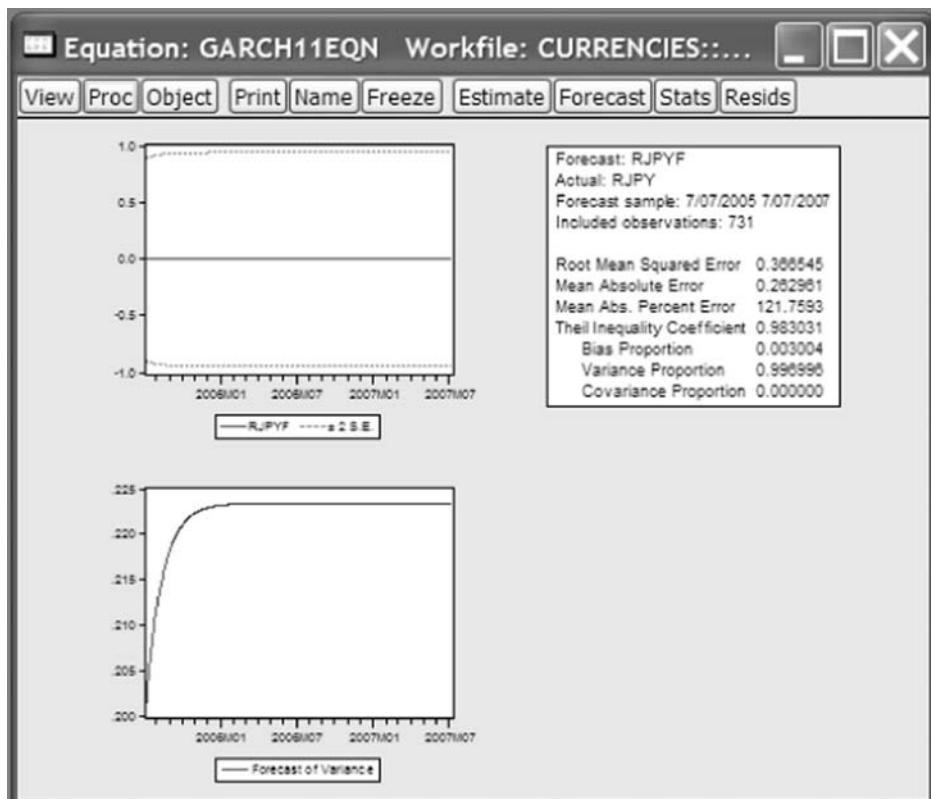 Equation: GARCH11EQN Workfile: CURRENCIES::...
View Proc Object Print Name Freeze Estimate Forecast Stats Resids
1.0
0.5
0.0
-0.5
-1.0
2006M01 2006M07 2007M01 2007M07
RJPYF ± 2 S.E.
Forecast: RJPYF
Actual: RJPY
Forecast sample: 7/07/2005 7/07/2007
Included observations: 731
Root Mean Squared Error 0.366545
Mean Absolute Error 0.262961
Mean Abs. Percent Error 121.7593
Theil Inequality Coefficient 0.983031
Bias Proportion 0.003004
Variance Proportion 0.996996
Covariance Proportion 0.000000
.225
.220
.215
.210
.205
.200
2006M01 2006M07 2007M01 2007M07
Forecast of Variance